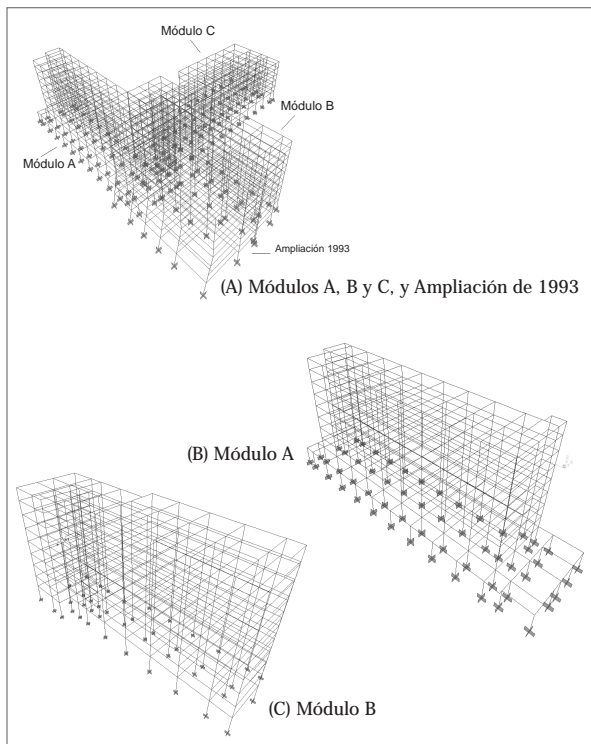 Módulo C
Módulo B
Módulo A
Ampliación 1993
(A) Módulos A, B y C, y Ampliación de 1993
(B) Módulo A
(C) Módulo B